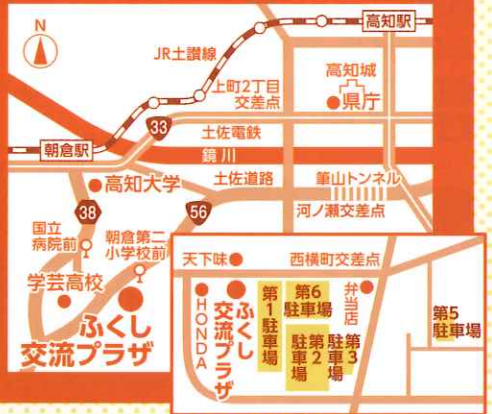 N
高知駅
JR土讃線
高知城
上町2丁目
交差点
県庁
33
土佐電鉄
朝倉駅
鏡川
高知大学
土佐道路
筆山トンネル
38
56
河ノ瀬交差点
国立
病院前
朝倉第二
小学校前
学芸高校
ふくし
交流プラザ
天下味
西横町交差点
HONDA
ふくし
交流プラザ
第1駐車場
第6
駐車場
弁当店
第2
駐車場
第3
駐車場
第5
駐車場